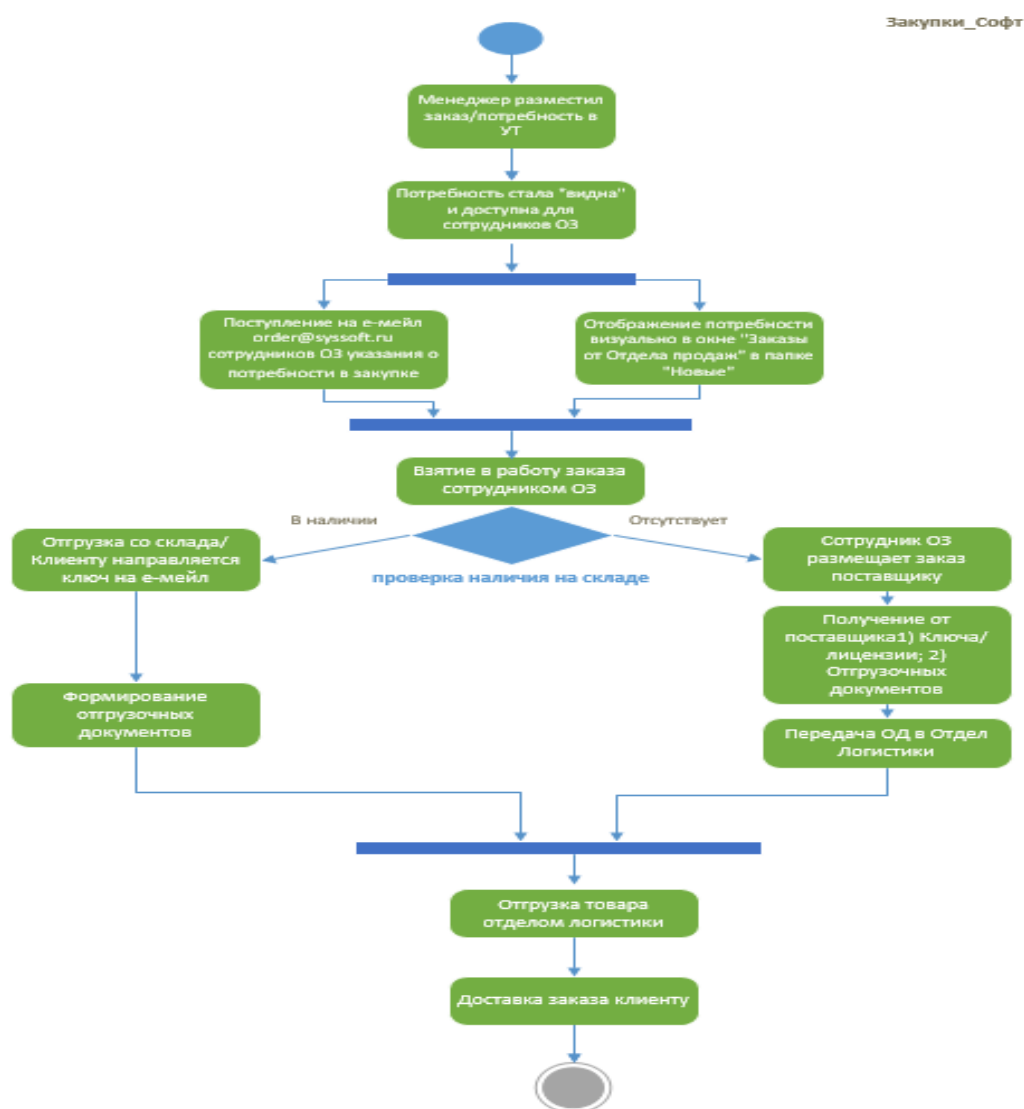 Закупки_Софт
Менеджер разместил
заказ/потребность в
УТ
Потребность стала "видна"
и доступна для
сотрудников ОЗ
Поступление на е-мейл
order@syssoft.ru
сотрудников ОЗ указания о
потребности в закупке
Отображение потребности
визуально в окне "Заказы
от Отдела продаж" в папке
"Новые"
Взятие в работу заказа
сотрудником ОЗ
В наличии
Отсутствует
проверка наличия на складе
Отгрузка со склада/
Клиенту направляется
ключ на е-мейл
Формирование
отгрузочных
документов
Сотрудник ОЗ
размещает заказ
поставщику
Получение от
поставщика1) Ключа/
лицензии; 2}
Отгрузочных
документов
Передача ОД в Отдел
Логистики
Отгрузка товара
отделом логистики
Доставка заказа клиенту